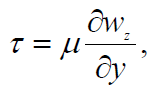 τ = μ ∂w_z/∂y,